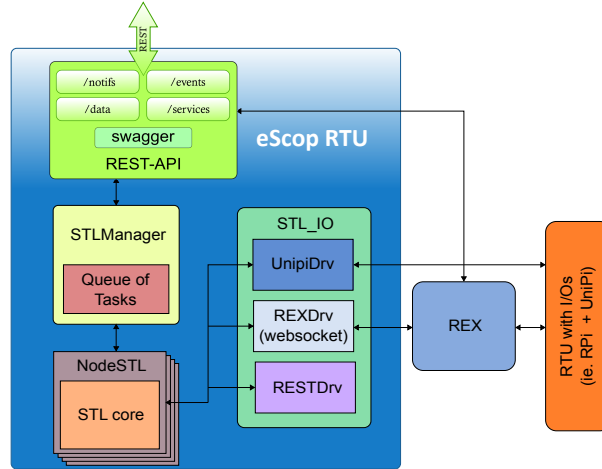 REST
/notifs
/events
/data
/services
swagger
REST-API
eScop RTU
STLManager
Queue of
Tasks
NodeSTL
STL core
STL_IO
UnipiDrv
REXDrv
(websocket)
RESTDrv
REX
RTU with I/Os
(ie. RPi + UniPi)